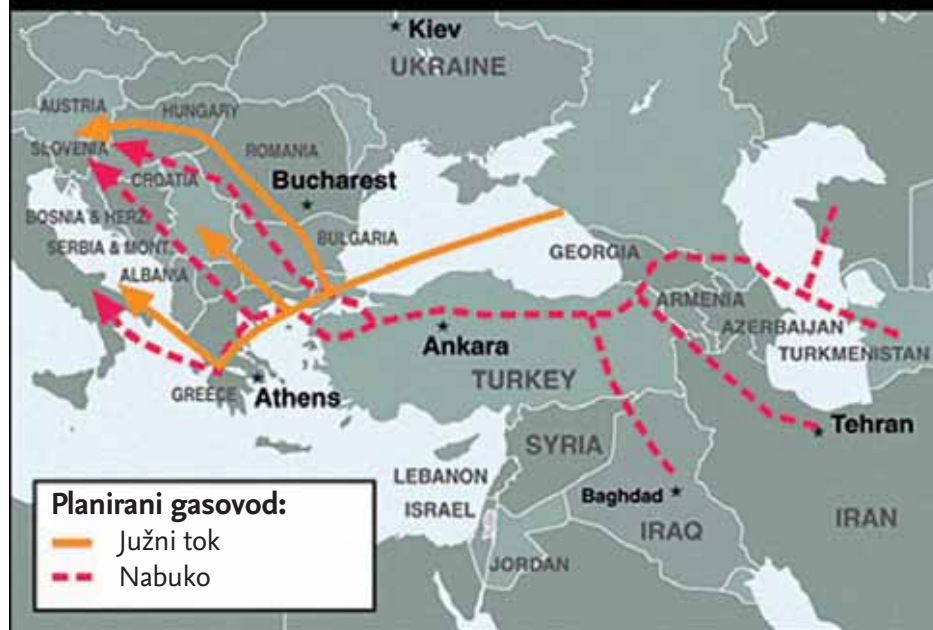 Kiev
UKRAINE
AUSTRIA
HUNGARY
SLOVENIA
ROMANIA
CROATIA
Bucharest
BOSNIA & HERZ.
BULGARIA
SERBIA & MONT.
GEORGIA
ALBANIA
ARMENIA
AZERBAIJAN
Ankara
TURKMENISTAN
TURKEY
GREECE
Athens
Tehran
SYRIA
LEBANON
Baghdad
ISRAEL
IRAQ
IRAN
JORDAN
Planirani gasovod:
Južni tok
Nabuko